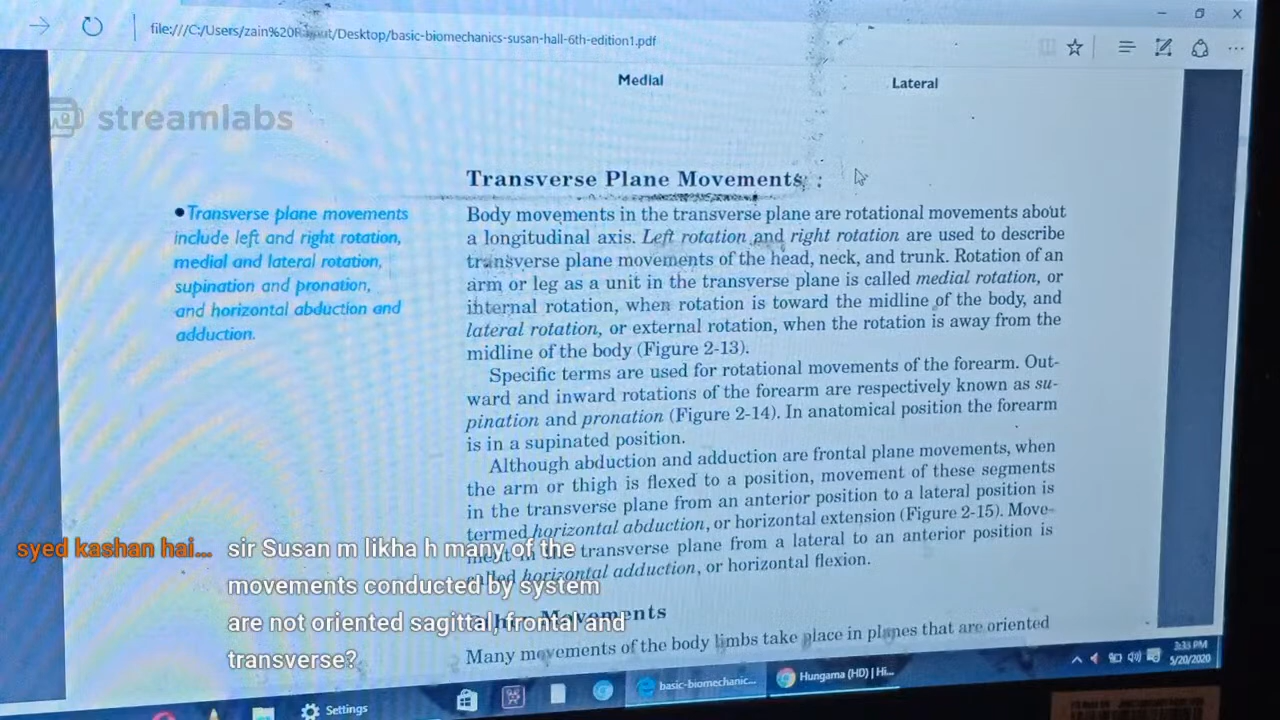 file:///C:/Users/zain%20Rajput/Desktop/basic-biomechanics-susan-hall-6th-edition1.pdf
Medial
Lateral
streamlabs
Transverse Plane Movements :
Transverse plane movements
include left and right rotation,
medial and lateral rotation,
supination and pronation,
and horizontal abduction and
adduction.
Body movements in the transverse plane are rotational movements about
a longitudinal axis. Left rotation and right rotation are used to describe
transverse plane movements of the head, neck, and trunk. Rotation of an
arm or leg as a unit in the transverse plane is called medial rotation, or
internal rotation, when rotation is toward the midline of the body, and
lateral rotation, or external rotation, when the rotation is away from the
midline of the body (Figure 2-13).
Specific terms are used for rotational movements of the forearm. Out-
ward and inward rotations of the forearm are respectively known as su-
pination and pronation (Figure 2-14). In anatomical position the forearm
is in a supinated position.
Although abduction and adduction are frontal plane movements, when
the arm or thigh is flexed to a position, movement of these segments
in the transverse plane from an anterior position to a lateral position is
termed horizontal abduction, or horizontal extension (Figure 2-15). Move-
transverse plane from a lateral to an anterior position is
called horizontal adduction, or horizontal flexion.
Movements
Many movements of the body limbs take place in planes that are oriented
syed kashan hai...
sir Susan m likha h many of the
movements conducted by system
are not oriented sagittal, frontal and
transverse?
Settings
basic-biomechanic...
Hungama (HD) | Hi...
3:33 PM
5/20/2020